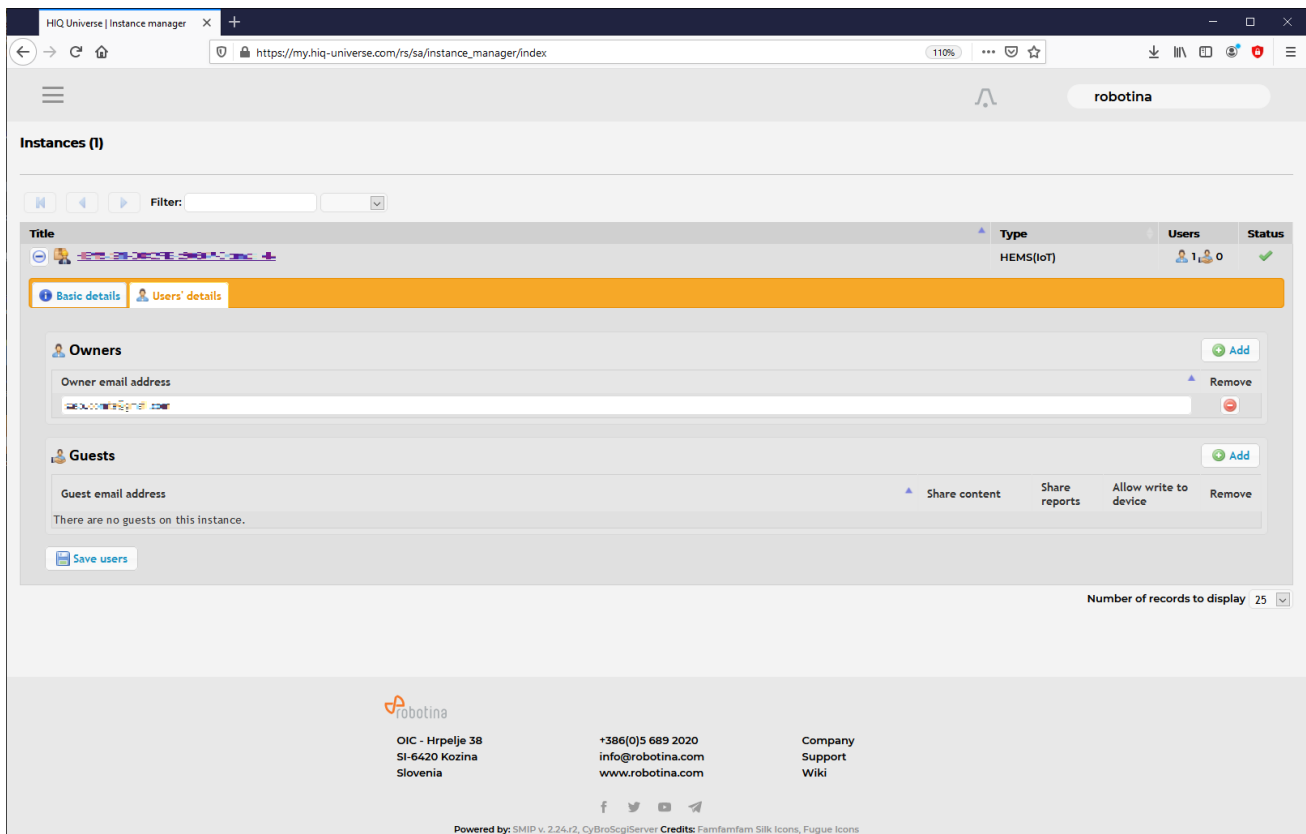 HIQ Universe | Instance manager
https://my.hiq-universe.com/rs/sa/instance_manager/index
110%
robotina
Instances (1)
Filter:
Title Type Users Status
HEMS(IoT) 1 0
Basic details Users' details
Owners Add
Owner email address Remove
Guests Add
Guest email address Share content Share reports Allow write to device Remove
There are no guests on this instance.
Save users
Number of records to display 25
robotina
OIC - Hrpelje 38 +386(0)5 689 2020 Company
SI-6420 Kozina info@robotina.com Support
Slovenia www.robotina.com Wiki
Powered by: SMIP v. 2.24.r2, CyBroScgiServer Credits: Famfamfam Silk Icons, Fugue Icons